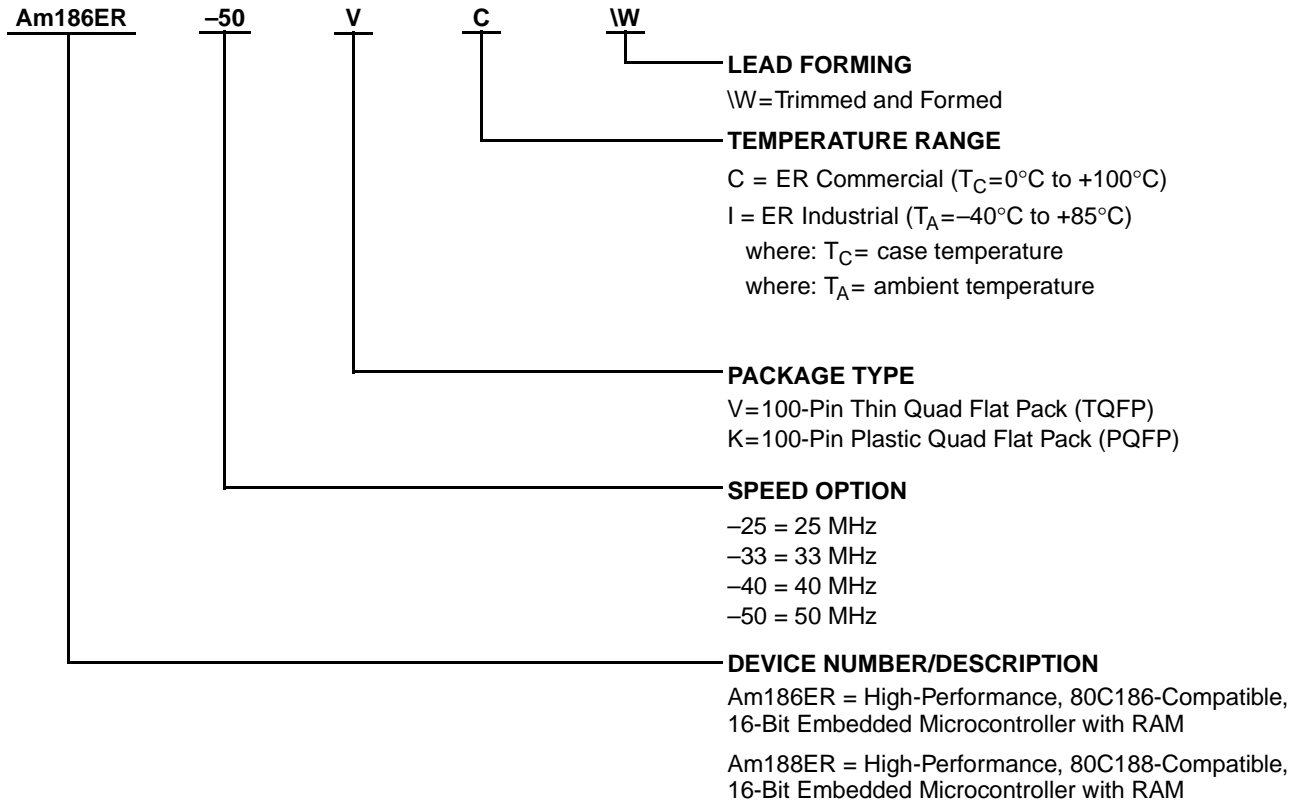 Am186ER –50 V C \W
LEAD FORMING
\W=Trimmed and Formed
TEMPERATURE RANGE
C = ER Commercial (TC=0°C to +100°C)
I = ER Industrial (TA=–40°C to +85°C)
where: TC= case temperature
where: TA= ambient temperature
PACKAGE TYPE
V=100-Pin Thin Quad Flat Pack (TQFP)
K=100-Pin Plastic Quad Flat Pack (PQFP)
SPEED OPTION
–25 = 25 MHz
–33 = 33 MHz
–40 = 40 MHz
–50 = 50 MHz
DEVICE NUMBER/DESCRIPTION
Am186ER = High-Performance, 80C186-Compatible,
16-Bit Embedded Microcontroller with RAM
Am188ER = High-Performance, 80C188-Compatible,
16-Bit Embedded Microcontroller with RAM